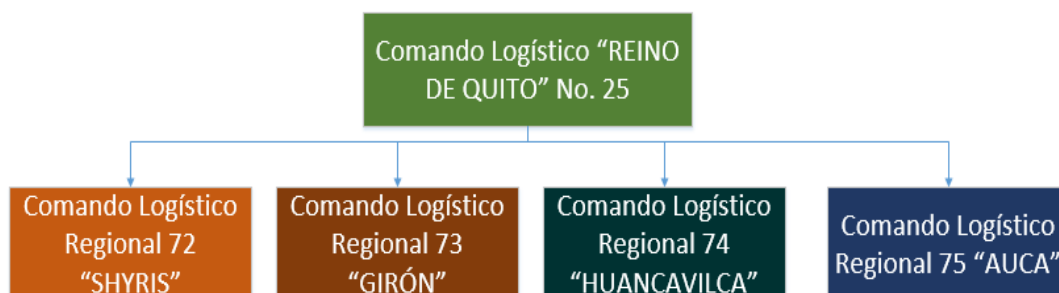 Comando Logístico “REINO
DE QUITO” No. 25
Comando Logístico
Regional 72
“SHYRIS”
Comando Logístico
Regional 73
“GIRÓN”
Comando Logístico
Regional 74
“HUANCAVILCA”
Comando Logístico
Regional 75 “AUCA”